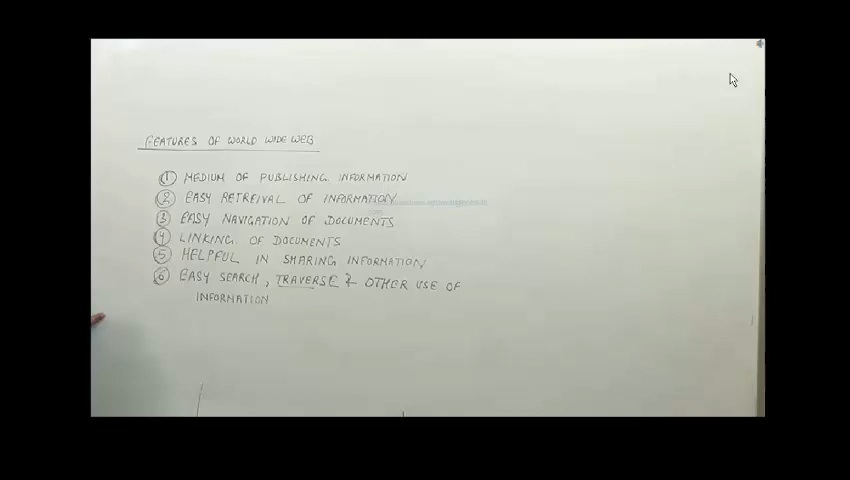 FEATURES OF WORLD WIDE WEB
① MEDIUM OF PUBLISHING INFORMATION
② EASY RETREIVAL OF INFORMATION
③ EASY NAVIGATION OF DOCUMENTS
④ LINKING OF DOCUMENTS
⑤ HELPFUL IN SHARING INFORMATION
⑥ EASY SEARCH, TRAVERSE & OTHER USE OF
INFORMATION